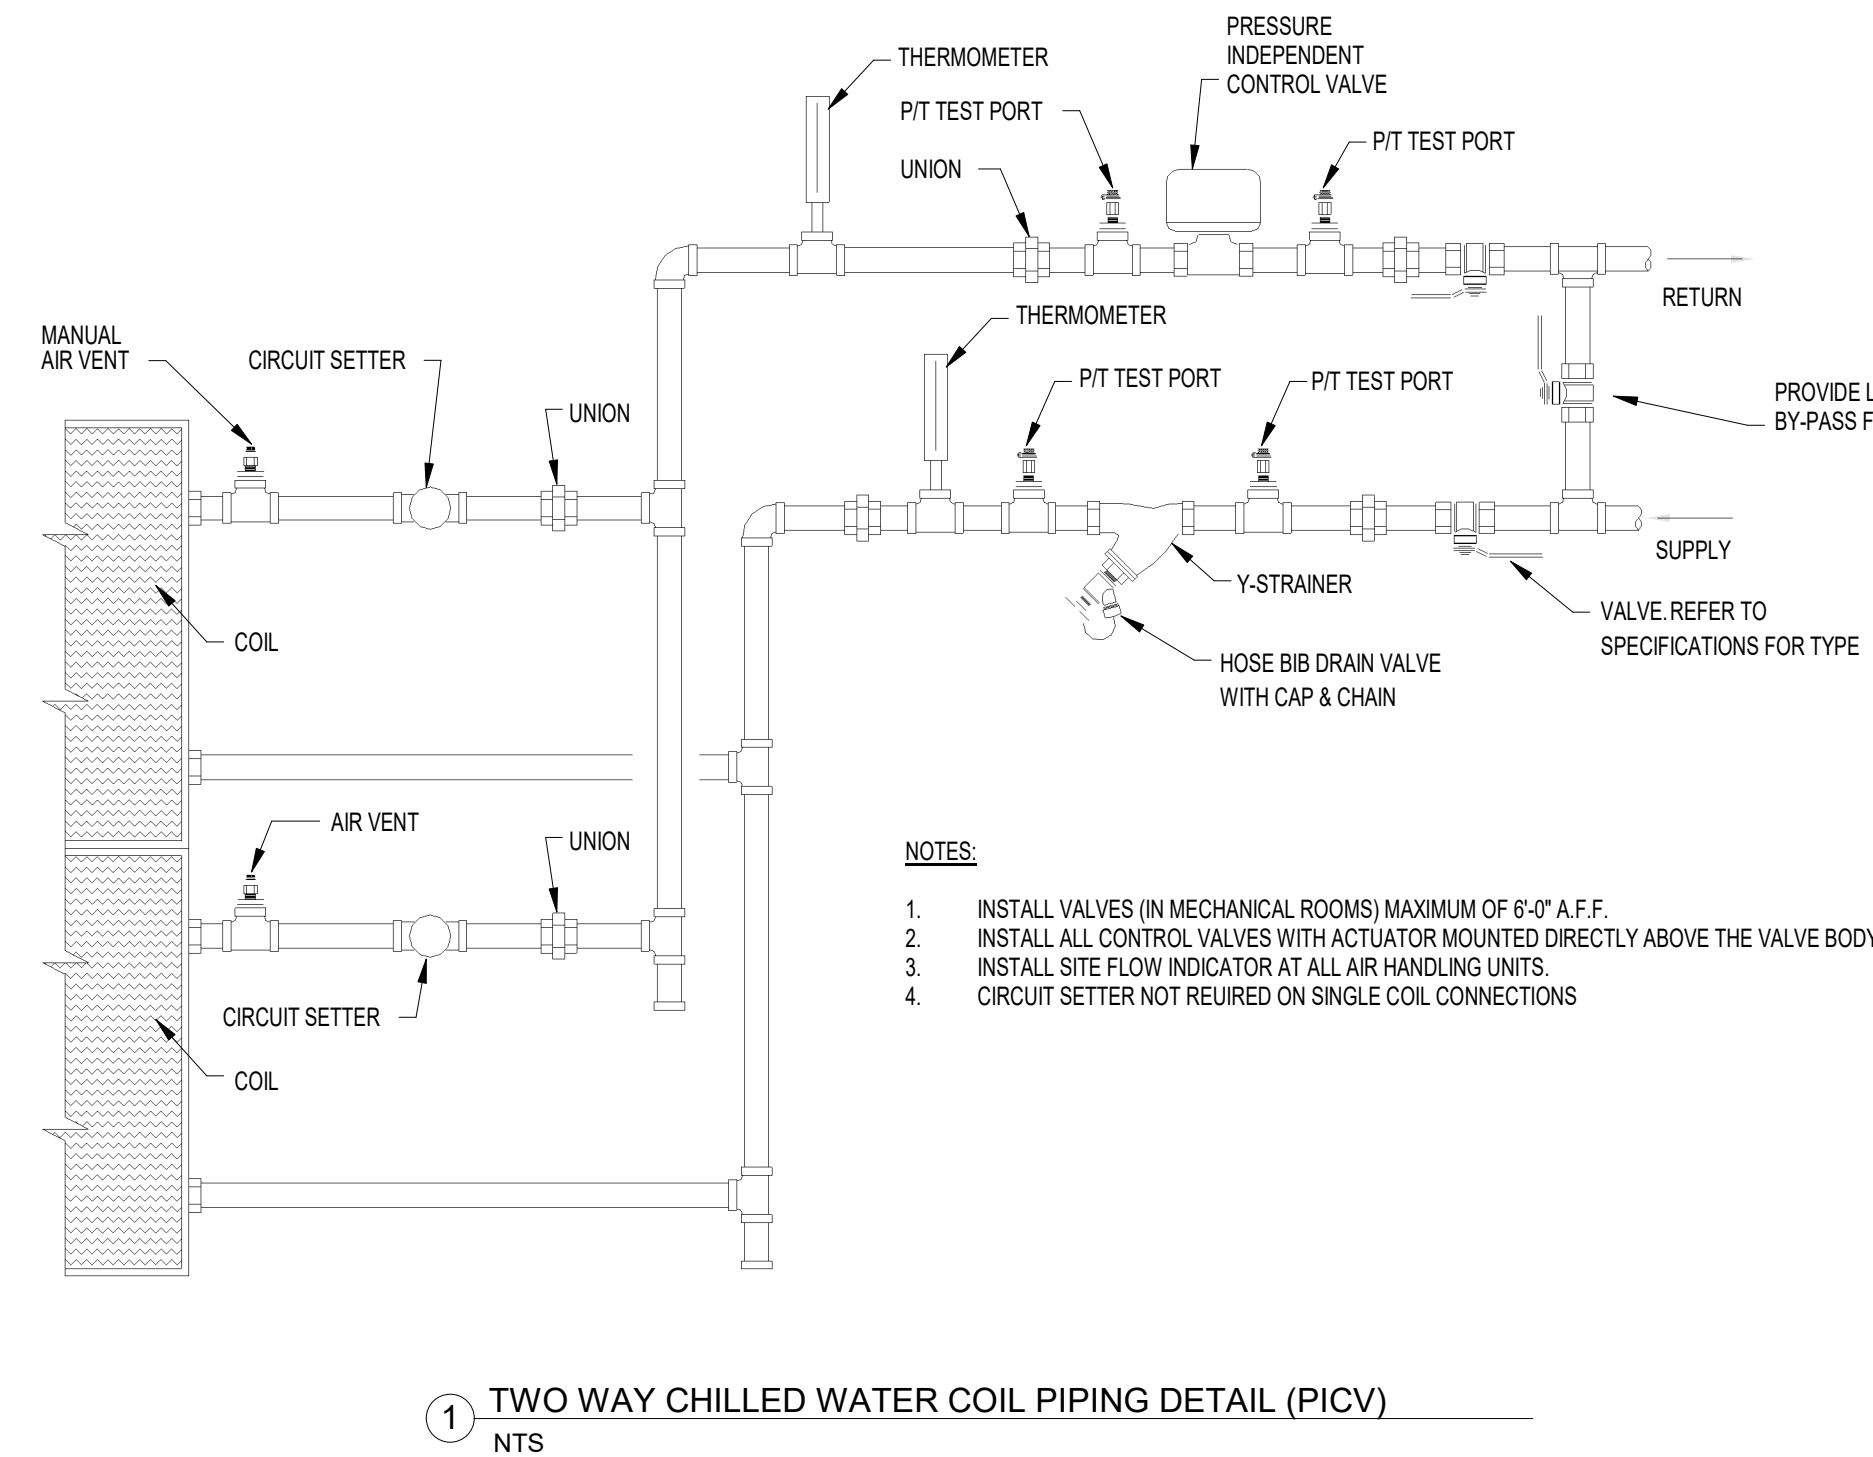 PRESSURE
INDEPENDENT
CONTROL VALVE
THERMOMETER
P/T TEST PORT
P/T TEST PORT
UNION
RETURN
THERMOMETER
MANUAL
AIR VENT
CIRCUIT SETTER
UNION
P/T TEST PORT
P/T TEST PORT
PROVIDE
BY-PASS
SUPPLY
Y-STRAINER
VALVE. REFER TO
SPECIFICATIONS FOR TYPE
COIL
HOSE BIB DRAIN VALVE
WITH CAP & CHAIN
AIR VENT
UNION
CIRCUIT SETTER
COIL
NOTES:
1. INSTALL VALVES (IN MECHANICAL ROOMS) MAXIMUM OF 6'-0" A.F.F.
2. INSTALL ALL CONTROL VALVES WITH ACTUATOR MOUNTED DIRECTLY ABOVE THE VALVE BODY
3. INSTALL SITE FLOW INDICATOR AT ALL AIR HANDLING UNITS.
4. CIRCUIT SETTER NOT REUIRED ON SINGLE COIL CONNECTIONS
1 TWO WAY CHILLED WATER COIL PIPING DETAIL (PICV)
NTS